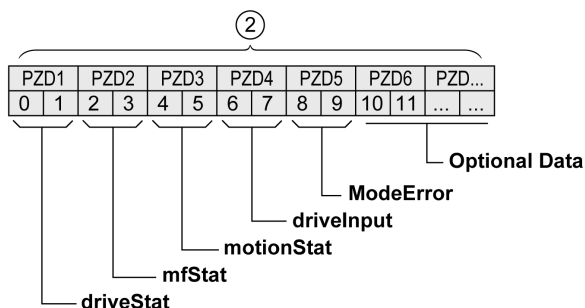 2
PZD1 PZD2 PZD3 PZD4 PZD5 PZD6 PZD...
0 1 2 3 4 5 6 7 8 9 10 11 ... ...
Optional Data
ModeError
driveInput
motionStat
mfStat
driveStat